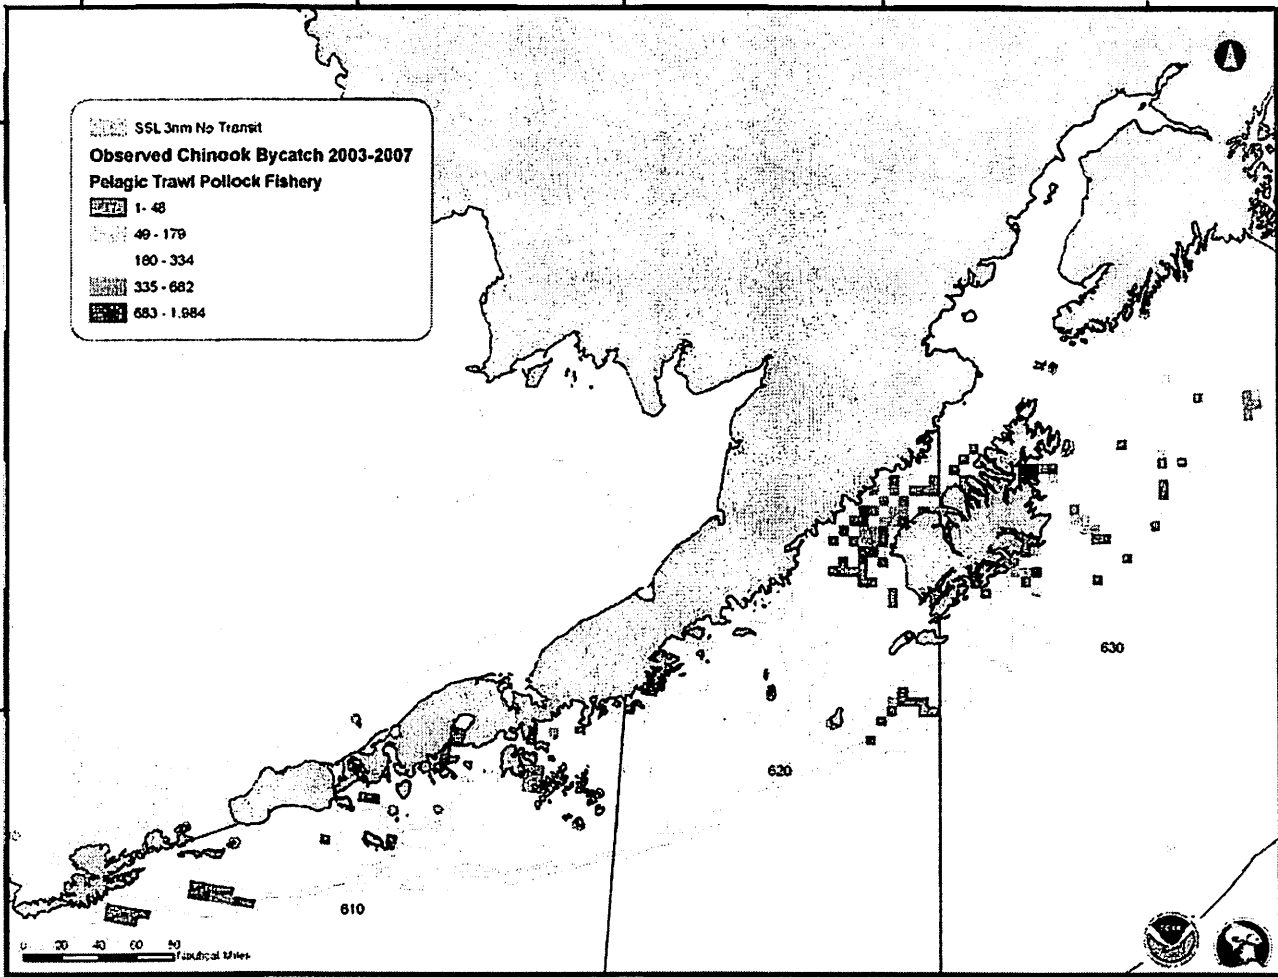 SSL 3nm No Transit
Observed Chinook Bycatch 2003-2007
Pelagic Trawl Pollock Fishery
1 - 48
49 - 179
180 - 334
335 - 682
683 - 1,984
630
620
610
0 20 40 60 80
Nautical Miles